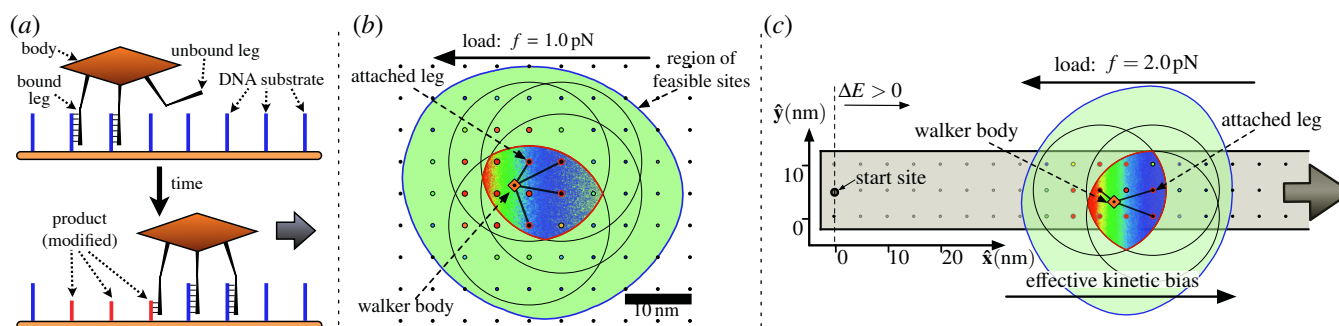 (a)
body
unbound leg
bound
leg
DNA substrate
time
product
(modified)
(b)
load: f = 1.0 pN
attached leg
region of
feasible sites
walker body
10 nm
(c)
load: f = 2.0 pN
ΔE > 0
ŷ(nm)
walker body
attached leg
10
start site
0
0
10
20
x̂(nm)
effective kinetic bias